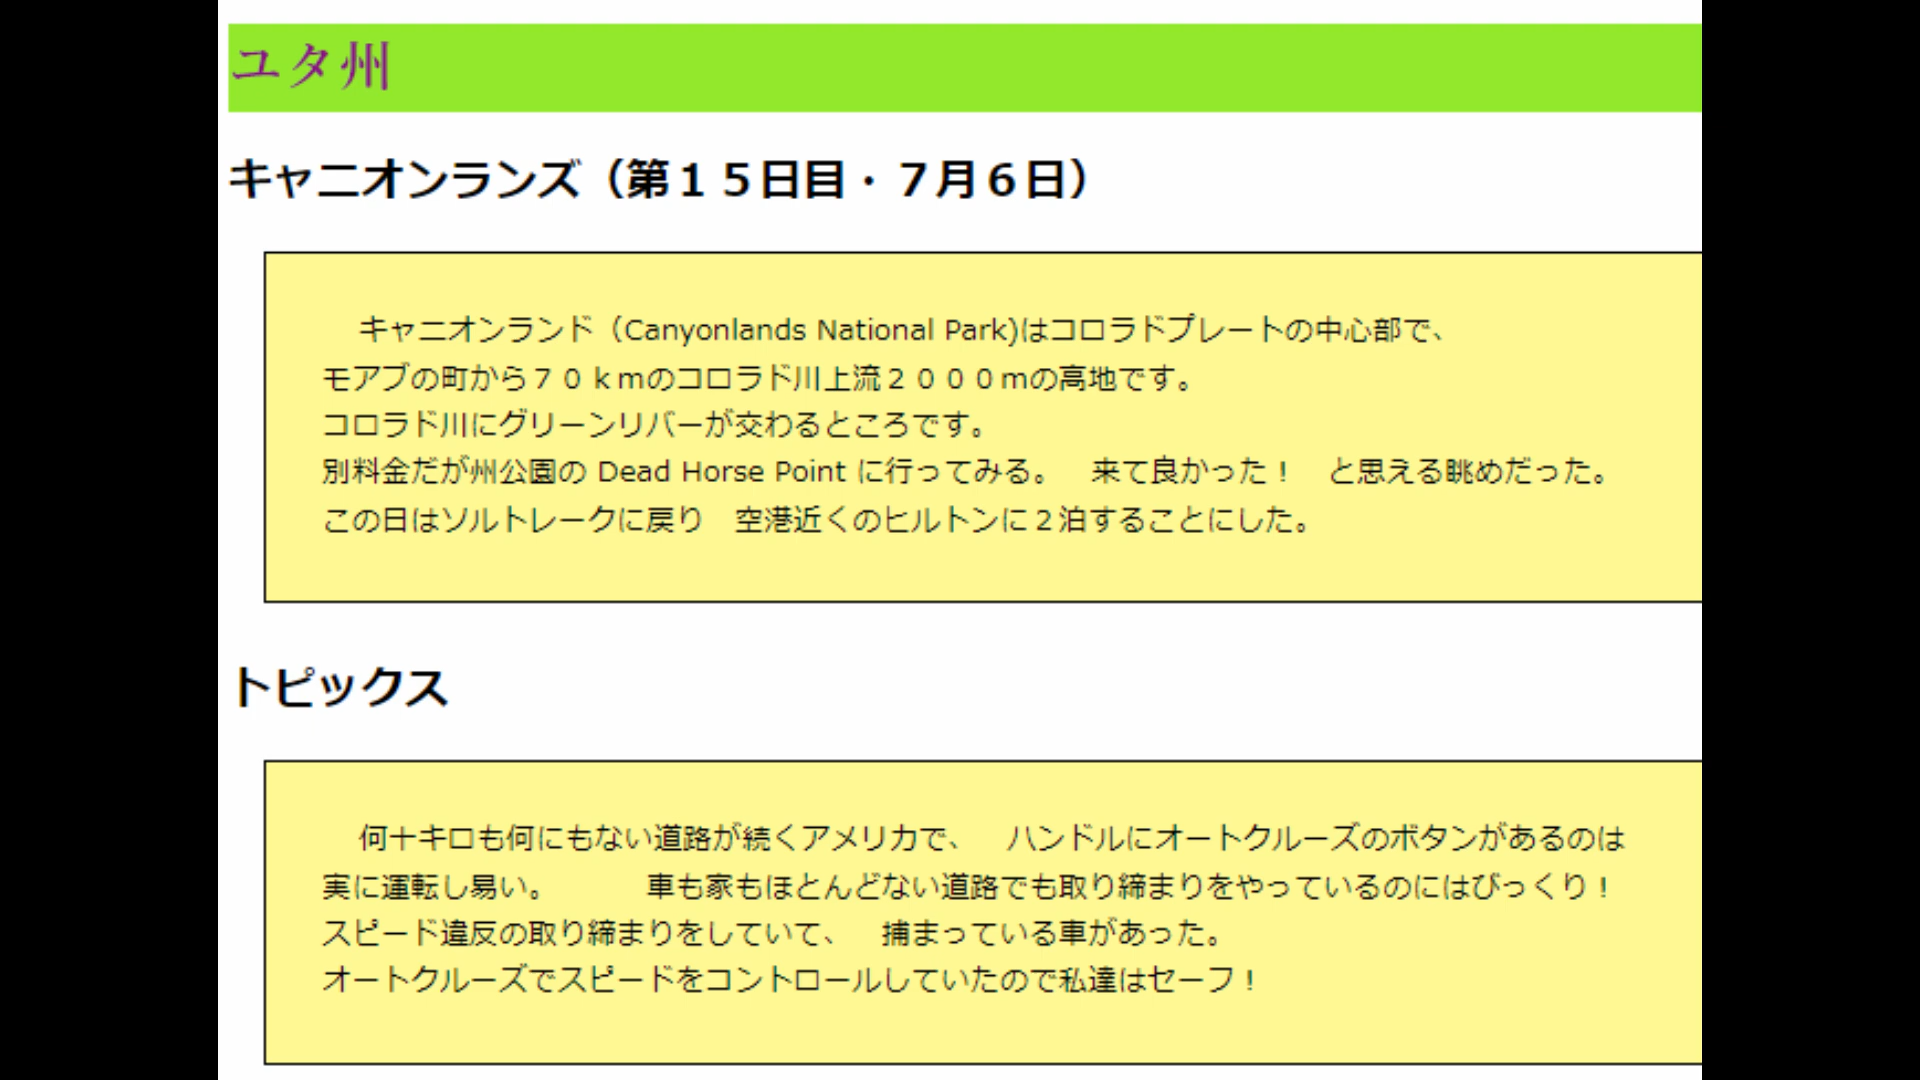 ユタ州
キャニオンランズ（第１５日目・７月６日）
キャニオンランド（Canyonlands National Park)はコロラドプレートの中心部で、
モアブの町から７０ｋmのコロラド川上流２０００mの高地です。
コロラド川にグリーンリバーが交わるところです。
別料金だが州公園の Dead Horse Point に行ってみる。　来て良かった！　と思える眺めだった。
この日はソルトレークに戻り　空港近くのヒルトンに２泊することにした。
トピックス
何十キロも何にもない道路が続くアメリカで、　ハンドルにオートクルーズのボタンがあるのは
実に運転し易い。　　　車も家もほとんどない道路でも取り締まりをやっているのにはびっくり！
スピード違反の取り締まりをしていて、　捕まっている車があった。
オートクルーズでスピードをコントロールしていたので私達はセーフ！